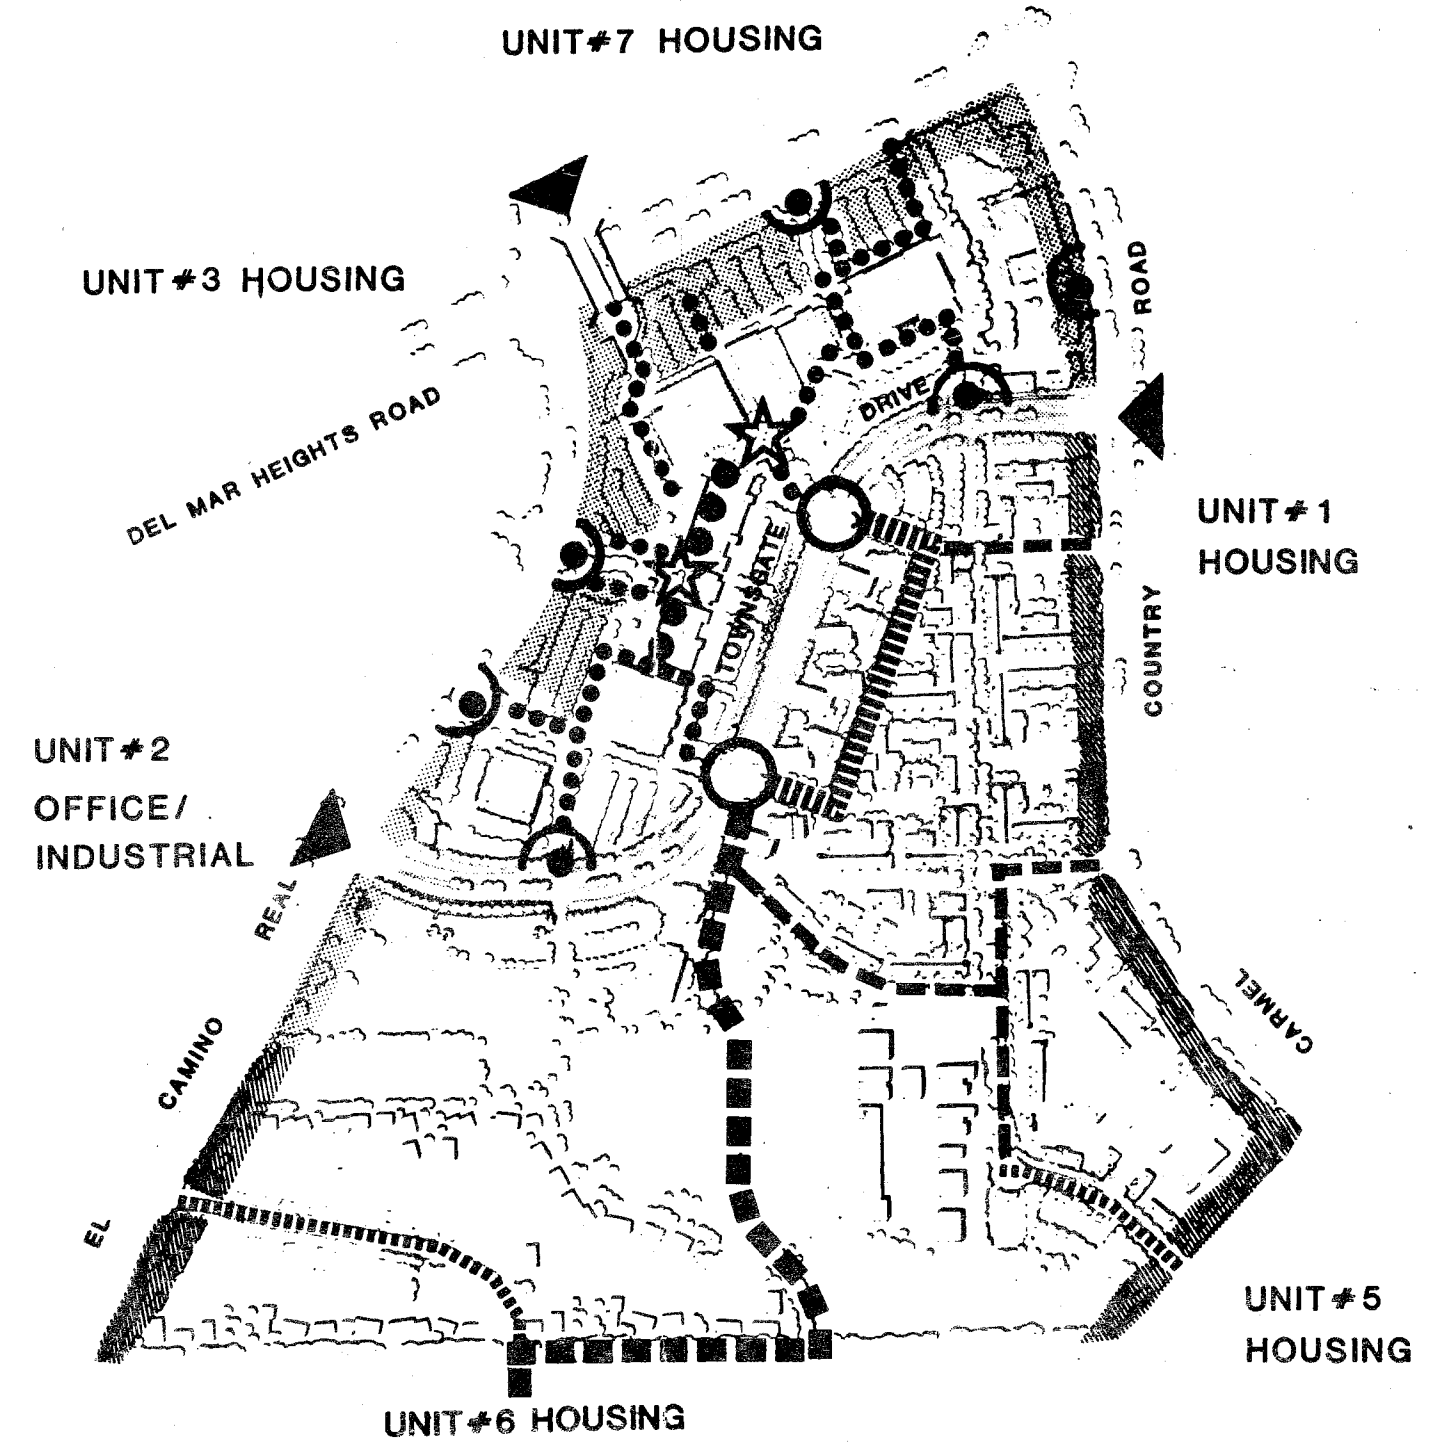 UNIT#7 HOUSING
UNIT#3 HOUSING
ROAD
DEL MAR HEIGHTS ROAD
DRIVE
TOWNSGATE
UNIT#1
HOUSING
COUNTRY
UNIT#2
OFFICE/
INDUSTRIAL
REAL
CARMEL
CAMINO
EL
UNIT#5
HOUSING
UNIT#6 HOUSING